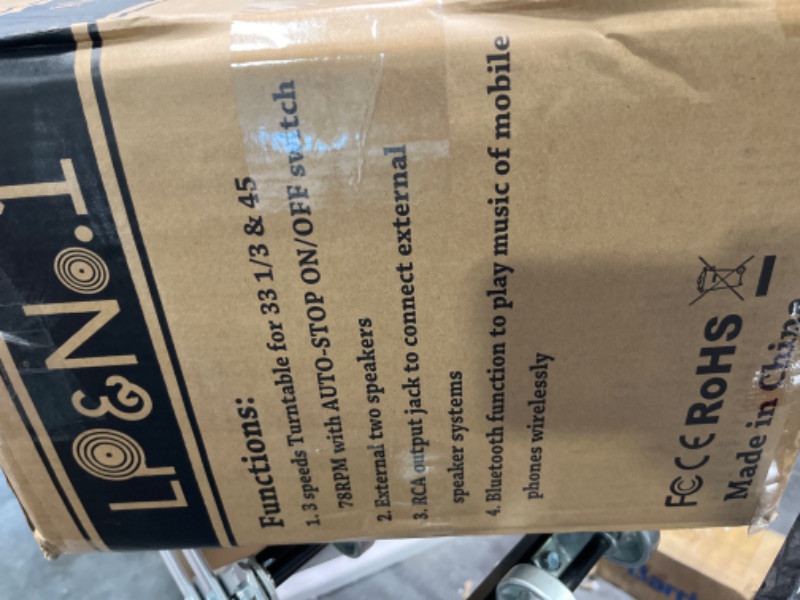 LP&No.1
Functions:
1. 3 speeds Turntable for 33 1/3 & 45
78RPM with AUTO-STOP ON/OFF switch
2. External two speakers
3. RCA output jack to connect external
speaker systems
4. Bluetooth function to play music of mobile
phones wirelessly
FC CE RoHS
Made in China